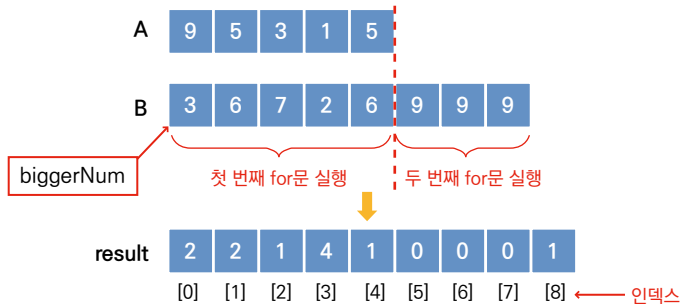 A 9 5 3 1 5
B 3 6 7 2 6 9 9 9
biggerNum
첫 번째 for문 실행 두 번째 for문 실행
result 2 2 1 4 1 0 0 0 1
[0] [1] [2] [3] [4] [5] [6] [7] [8] 인덱스